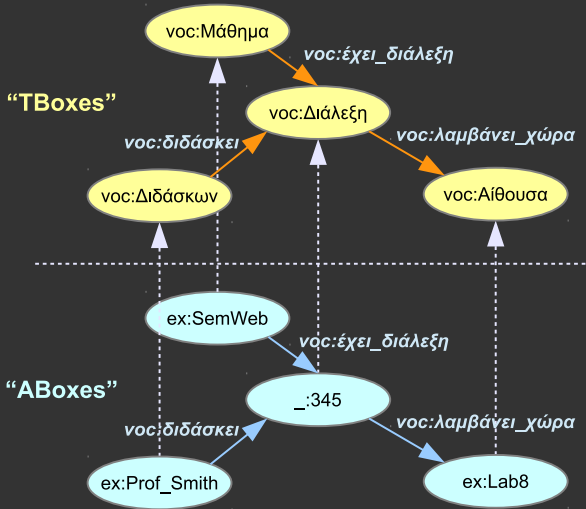 voc:Μάθημα
voc:έχει_διάλεξη
“TBoxes”
voc:Διάλεξη
voc:διδάσκει
voc:λαμβάνει_χώρα
voc:Διδάσκων
voc:Αίθουσα
ex:SemWeb
voc:έχει_διάλεξη
“ABoxes”
_:345
voc:διδάσκει
voc:λαμβάνει_χώρα
ex:Prof_Smith
ex:Lab8